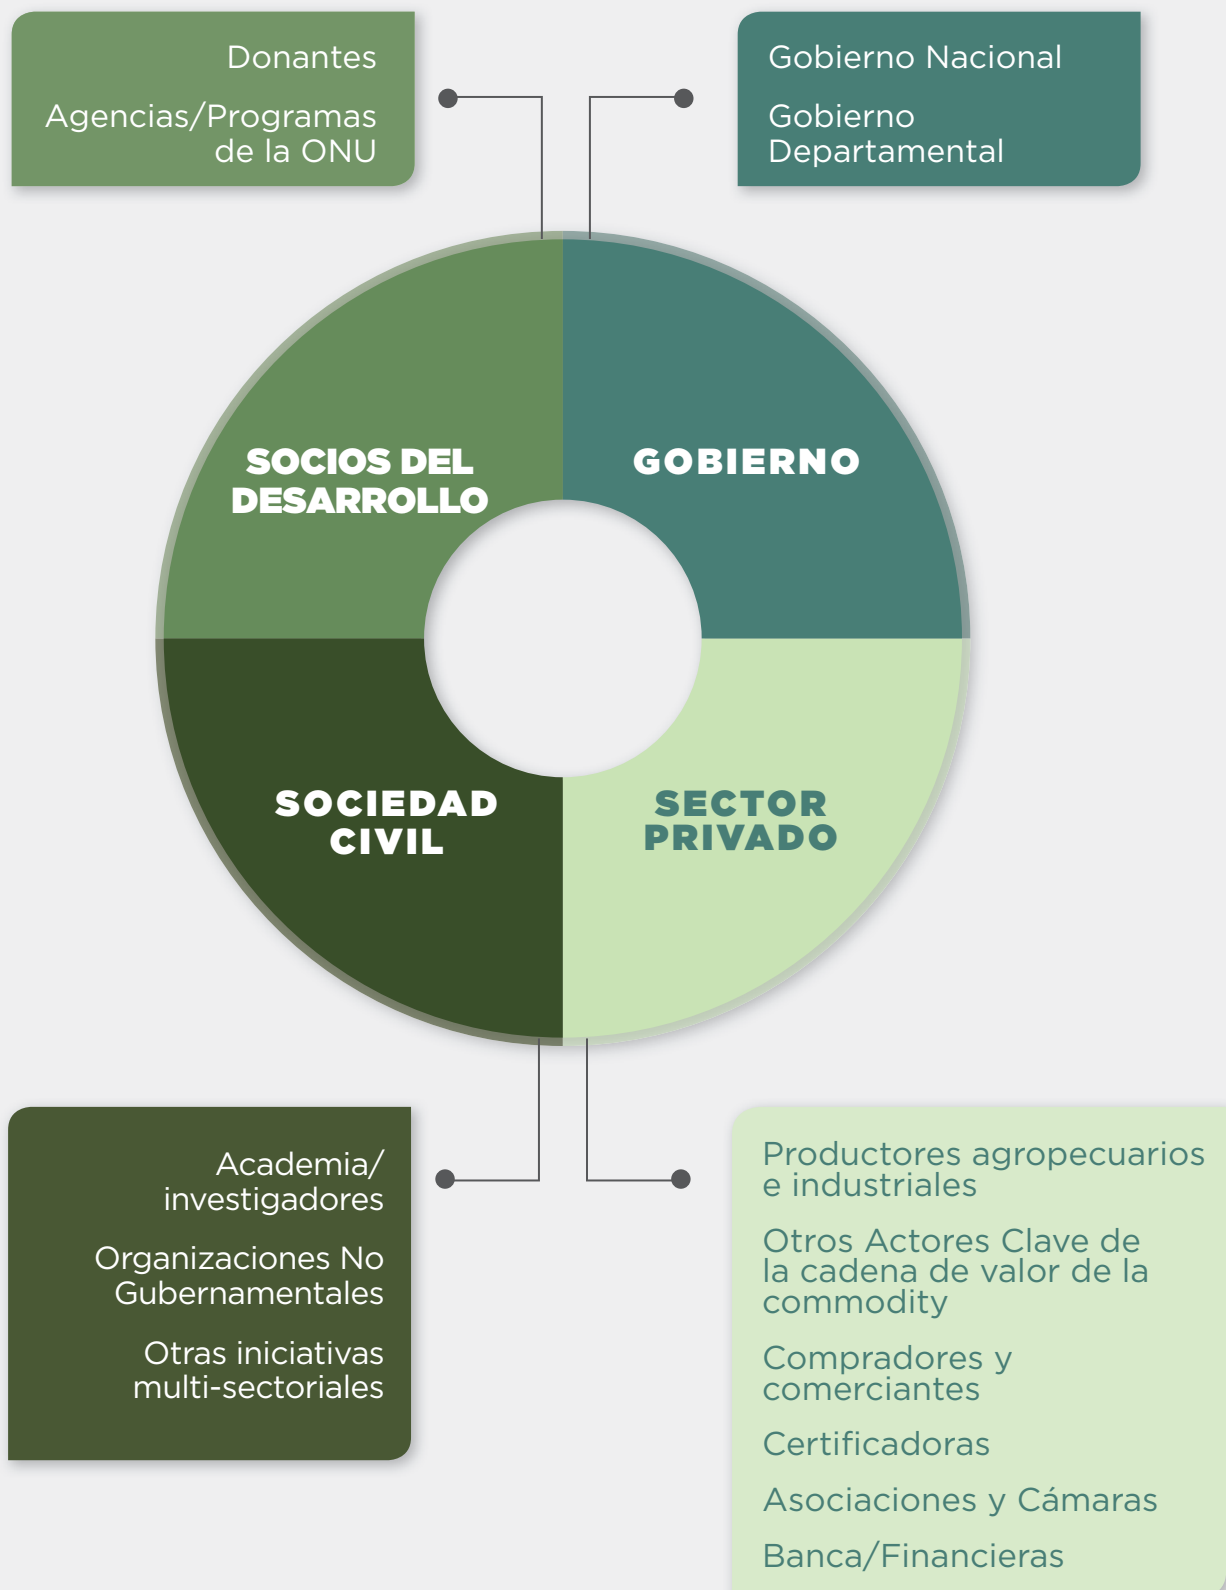 Donantes
Agencias/Programas
de la ONU
Gobierno Nacional
Gobierno
Departamental
SOCIOS DEL
DESARROLLO
GOBIERNO
SOCIEDAD
CIVIL
SECTOR
PRIVADO
Academia/
investigadores
Organizaciones No
Gubernamentales
Otras iniciativas
multi-sectoriales
Productores agropecuarios
e industriales
Otros Actores Clave de
la cadena de valor de la
commodity
Compradores y
comerciantes
Certificadoras
Asociaciones y Cámaras
Banca/Financieras